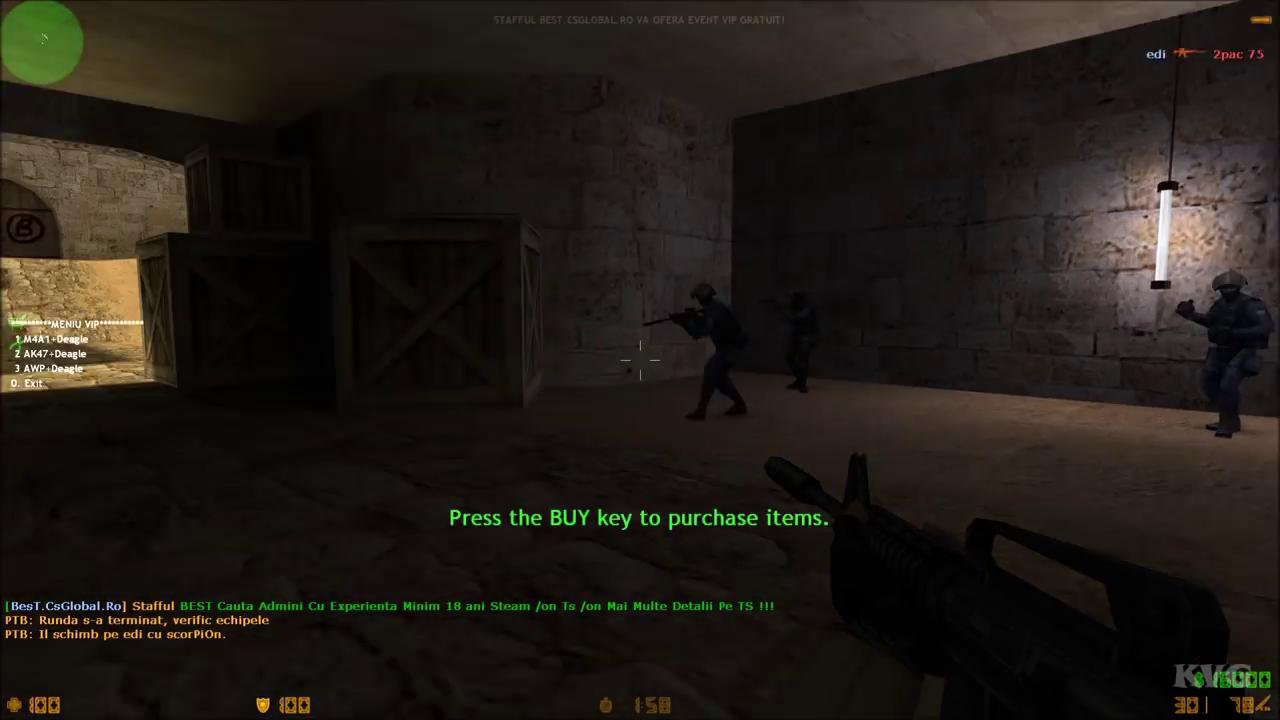 STAFFUL BEST.CSGLOBAL.RO VA OFERA EVENT VIP GRATUIT!
edi 2pac 75
B
**********MENIU VIP**********
1 M4A1+Deagle
2 AK47+Deagle
3 AWP+Deagle
0. Exit
Press the BUY key to purchase items.
[BesT.CsGlobal.Ro] Stafful BEST Cauta Admini Cu Experienta Minim 18 ani Steam /on Ts /on Mai Multe Detalii Pe TS !!!
PTB: Runda s-a terminat, verific echipele
PTB: Il schimb pe edi cu scorPiOn.
KVG
100 100 1:58 30 78